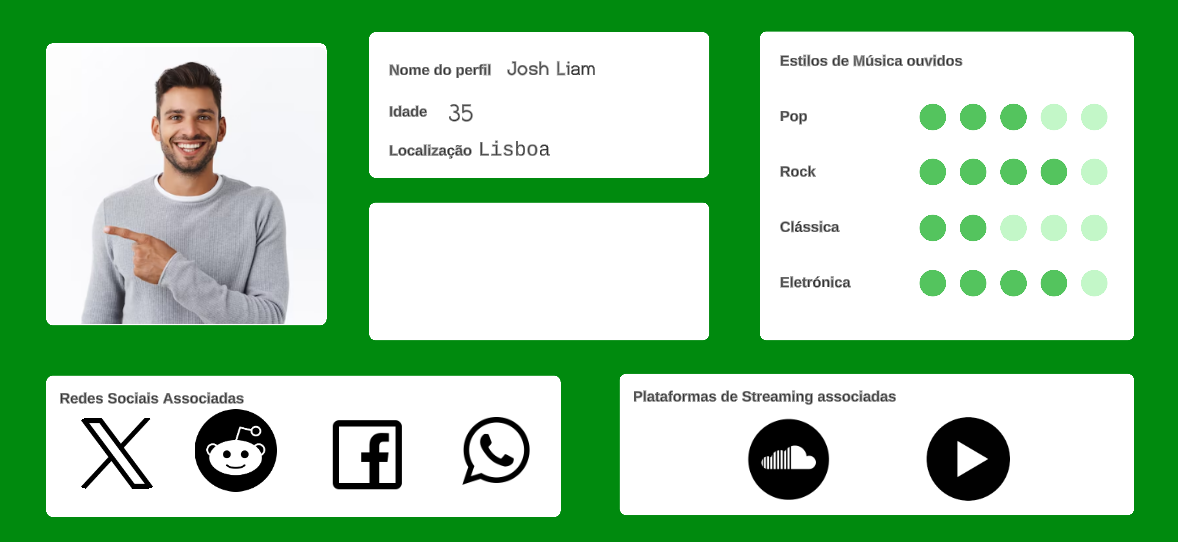 Nome do perfil Josh Liam
Idade 35
Localização Lisboa
Estilos de Música ouvidos
Pop
Rock
Clássica
Eletrónica
Redes Sociais Associadas
Plataformas de Streaming associadas